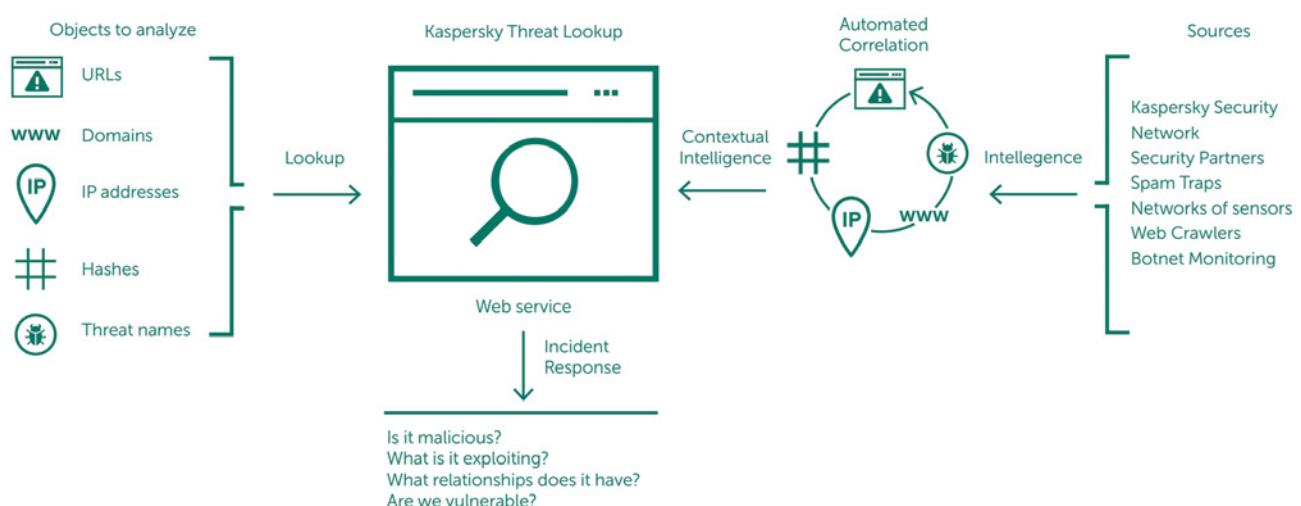 Objects to analyze
URLs
www
Domains
IP
IP addresses
Hashes
Threat names
Lookup
Kaspersky Threat Lookup
Web service
Incident
Response
Is it malicious?
What is it exploiting?
What relationships does it have?
Are we vulnerable?
Contextual
Intelligence
Automated
Correlation
IP
www
Intellegence
Sources
Kaspersky Security
Network
Security Partners
Spam Traps
Networks of sensors
Web Crawlers
Botnet Monitoring